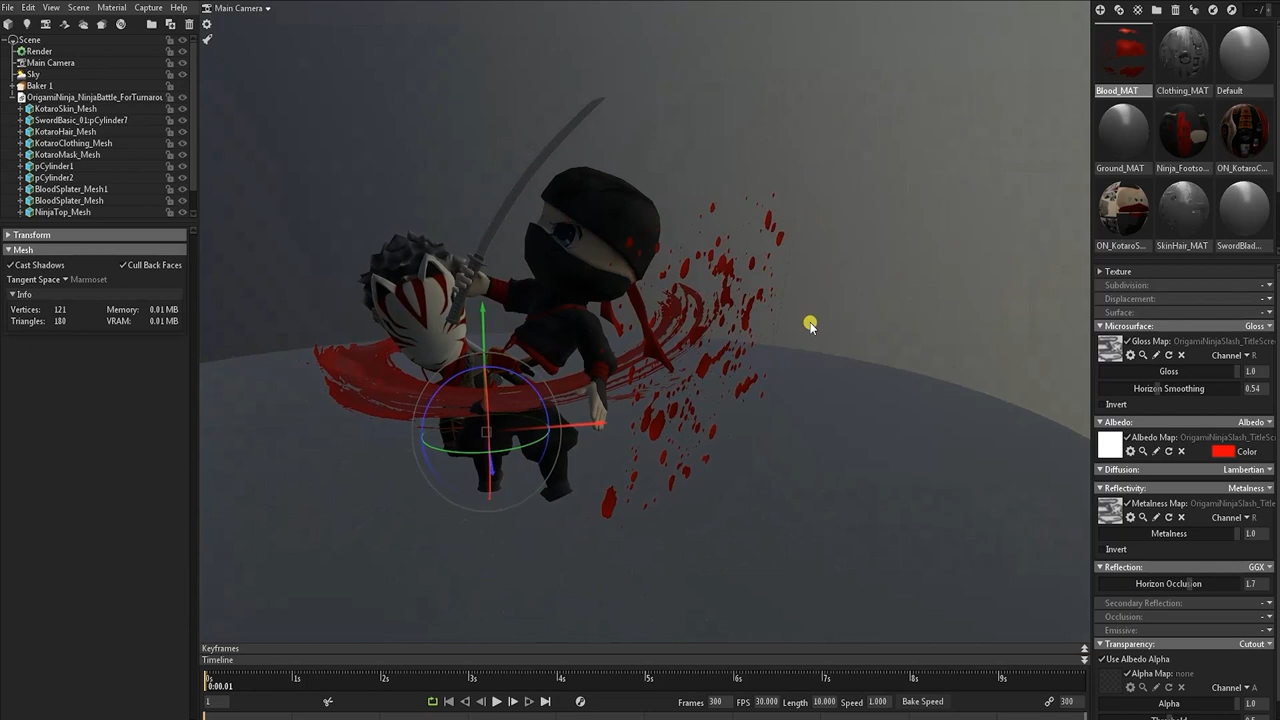 File Edit View Scene Material Capture Help
Main Camera
Scene
Render
Main Camera
Sky
Baker 1
OrigamiNinja_NinjaBattle_ForTurnarou
KotaroSkin_Mesh
SwordBasic_01:pCylinder7
KotaroHair_Mesh
KotaroClothing_Mesh
KotaroMask_Mesh
pCylinder1
pCylinder2
BloodSplater_Mesh1
BloodSplater_Mesh
NinjaTop_Mesh
Transform
Mesh
Cast Shadows Cull Back Faces
Tangent Space Marmoset
Info
Vertices: 121 Memory: 0.01 MB
Triangles: 180 VRAM: 0.01 MB
Keyframes
Timeline
0s 1s 2s 3s 4s 5s 6s 7s 8s 9s
0:00.01
1 Frames 300 FPS 30.000 Length 10.000 Speed 1.000 Bake Speed 300
Blood_MAT Clothing_MAT Default
Ground_MAT Ninja_Footso... ON_KotaroC...
ON_KotaroS... SkinHair_MAT SwordBlad...
Texture
Subdivision: -
Displacement: -
Surface: -
Microsurface: Gloss
Gloss Map: OrigamiNinjaSlash_TitleScree
Channel R
Gloss 1.0
Horizon Smoothing 0.54
Invert
Albedo: Albedo
Albedo Map: OrigamiNinjaSlash_TitleSc
Color
Diffusion: Lambertian
Reflectivity: Metalness
Metalness Map: OrigamiNinjaSlash_Title
Channel R
Metalness 1.0
Invert
Reflection: GGX
Horizon Occlusion 1.7
Secondary Reflection: -
Occlusion: -
Emissive: -
Transparency: Cutout
Use Albedo Alpha
Alpha Map: none
Channel A
Alpha 1.0